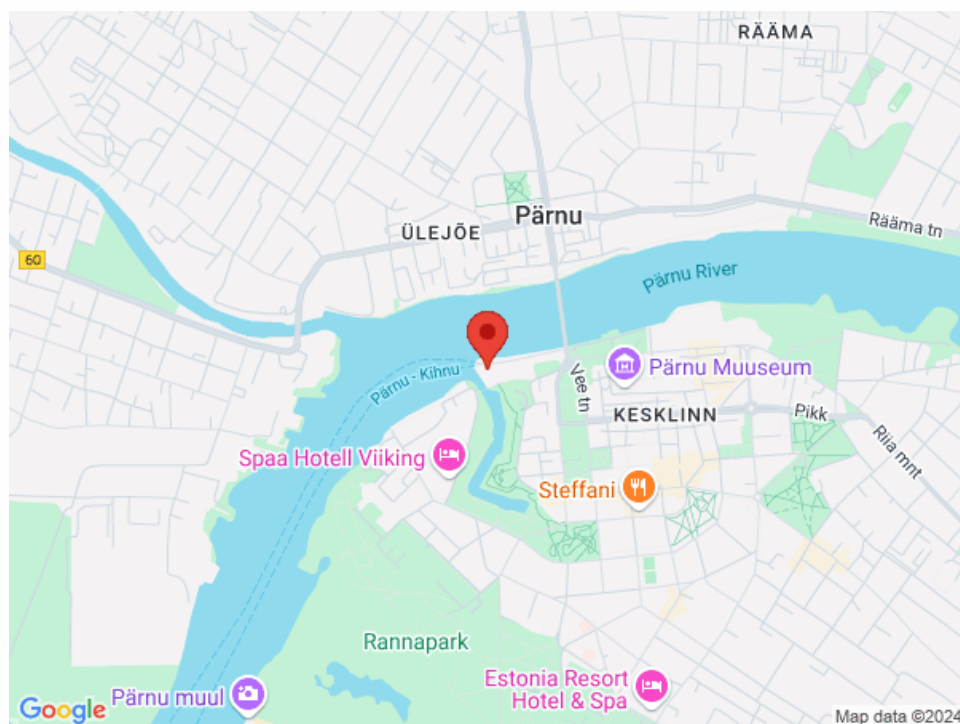 RÄÄMA
Pärnu
ÜLEJÕE
Rääma tn
60
Pärnu River
Pärnu - Kihnu
Vee tn
Pärnu Muuseum
KESKLINN
Pikk
Riia mnt
Spaa Hotell Viiking
Steffani
Rannapark
Estonia Resort
Hotel & Spa
Pärnu muul
Google
Map data ©2024